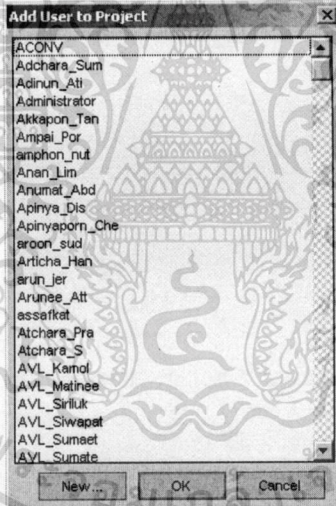 Add User to Project
ACONV
Adchara_Sum
Adinun_Ati
Administrator
Akkapon_Tan
Ampai_Por
amphon_nut
Anan_Lim
Anumat_Abd
Apinya_Dis
Apinyaporn_Che
aroon_sud
Articha_Han
arun_jer
Arunee_Att
assafkat
Atchara_Pra
Atchara_S
AVL_Kamol
AVL_Matinee
AVL_Siriluk
AVL_Siwapat
AVL_Sumaet
AVL_Sumate
New... OK Cancel